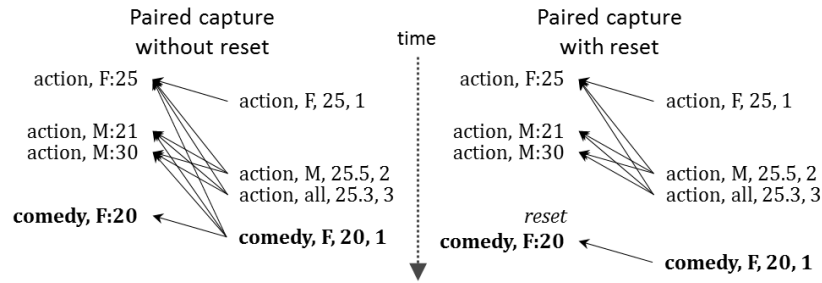 Paired capture
without reset
action, F:25
action, F, 25, 1
action, M:21
action, M:30
action, M, 25.5, 2
action, all, 25.3, 3
comedy, F:20
comedy, F, 20, 1
time
Paired capture
with reset
action, F:25
action, F, 25, 1
action, M:21
action, M:30
action, M, 25.5, 2
action, all, 25.3, 3
reset
comedy, F:20
comedy, F, 20, 1